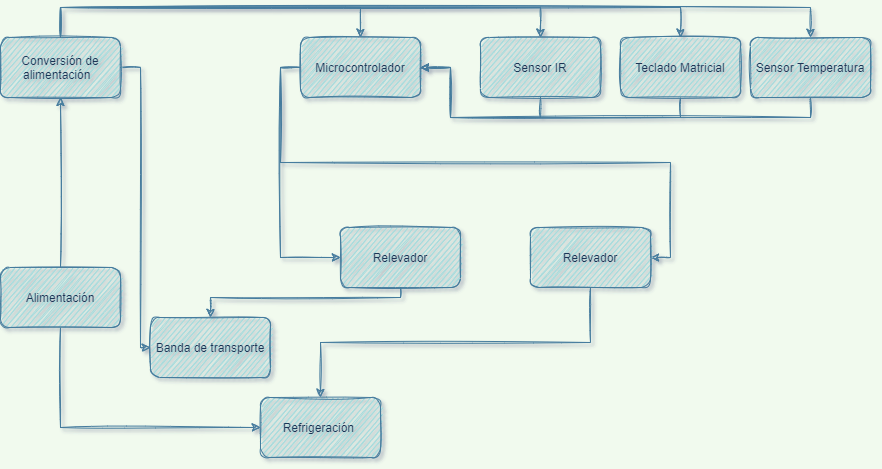 Conversión de
alimentación
Microcontrolador
Sensor IR
Teclado Matricial
Sensor Temperatura
Relevador
Relevador
Alimentación
Banda de transporte
Refrigeración